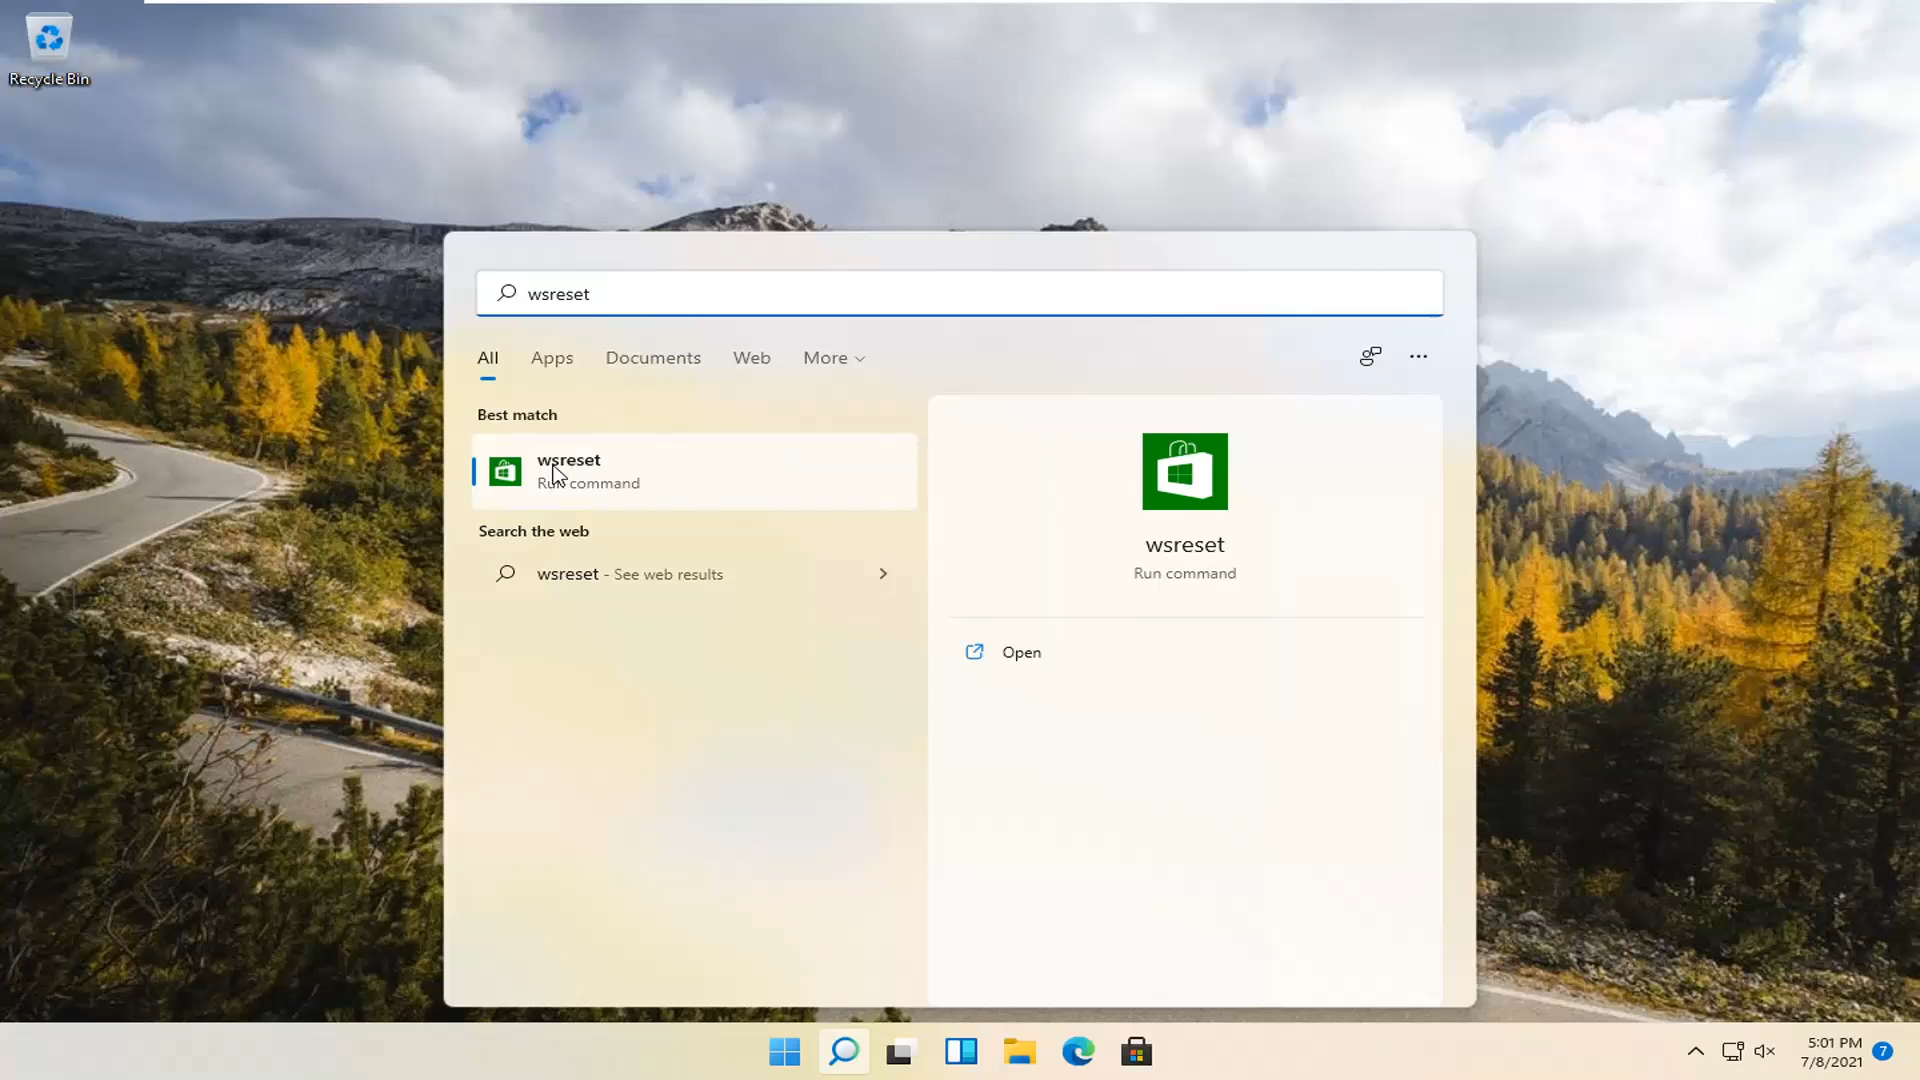 Recycle Bin
wsreset
All Apps Documents Web More
Best match
wsreset
Run command
Search the web
wsreset - See web results
wsreset
Run command
Open
5:01 PM
7/8/2021
7